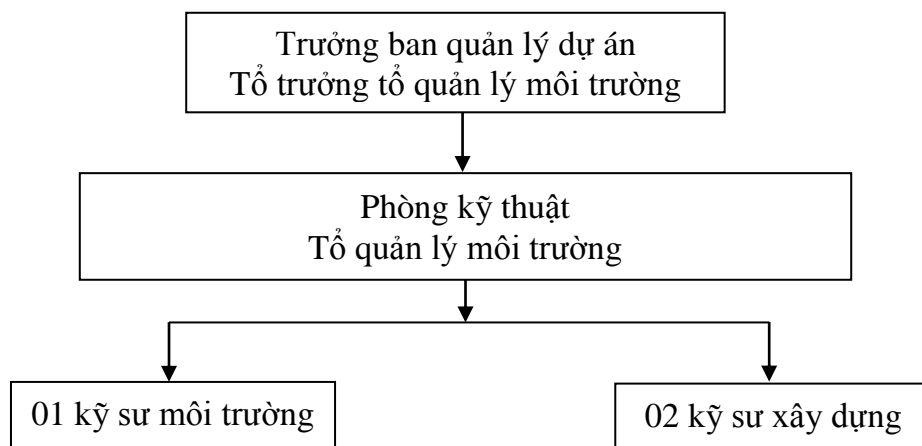 Trưởng ban quản lý dự án
Tổ trưởng tổ quản lý môi trường
Phòng kỹ thuật
Tổ quản lý môi trường
01 kỹ sư môi trường
02 kỹ sư xây dựng